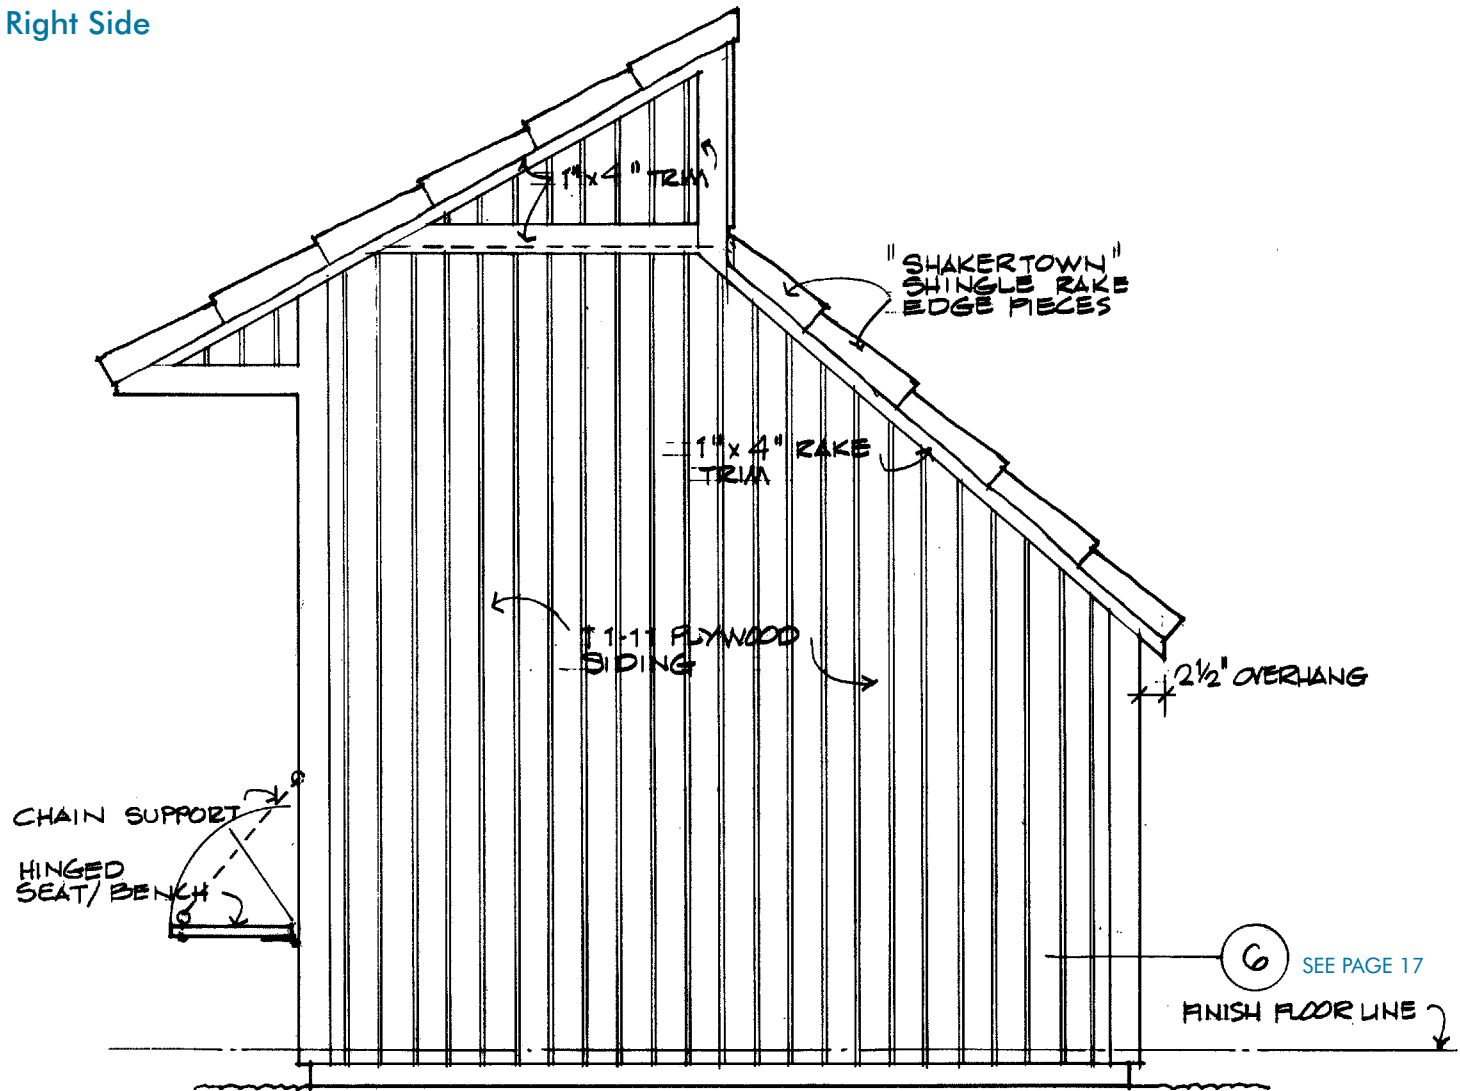 Right Side
1"x4" TRIM
"SHAKERTOWN"
SHINGLE RAKE
EDGE PIECES
1"x4" RAKE
TRIM
T 1-11 PLYWOOD
SIDING
2½" OVERHANG
CHAIN SUPPORT
HINGED
SEAT/BENCH
6 SEE PAGE 17
FINISH FLOOR LINE